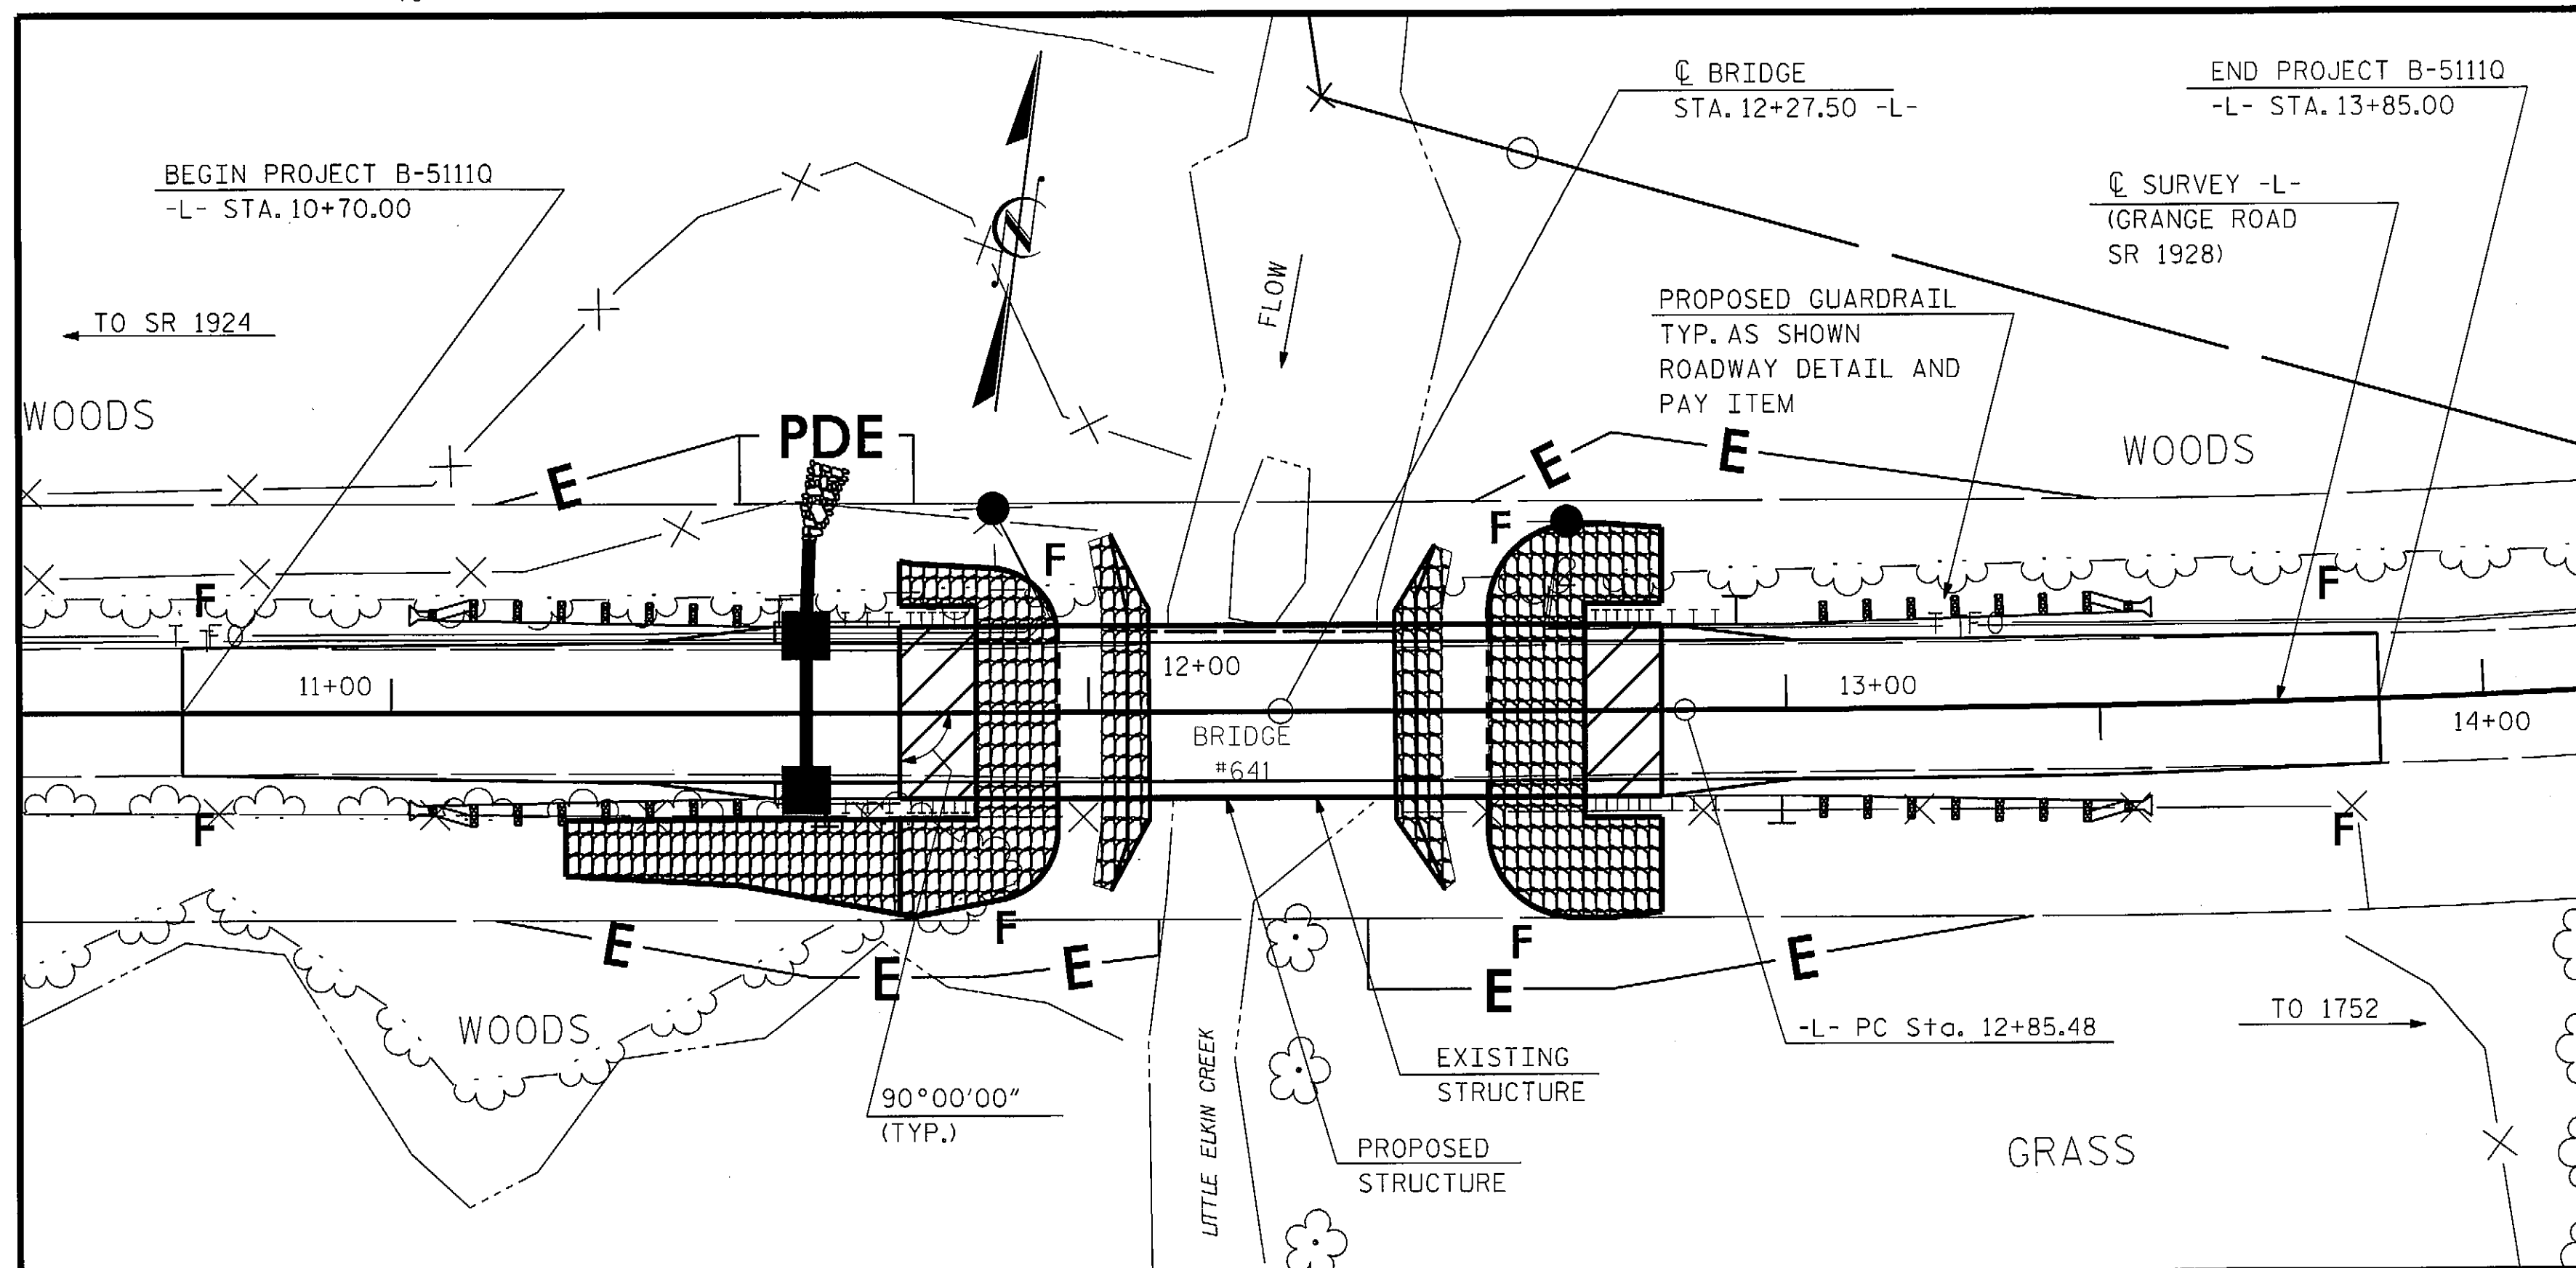 ℄ BRIDGE
STA. 12+27.50 -L-
END PROJECT B-5111Q
-L- STA. 13+85.00
BEGIN PROJECT B-5111Q
-L- STA. 10+70.00
℄ SURVEY -L-
(GRANGE ROAD
SR 1928)
N
FLOW
PROPOSED GUARDRAIL
TYP. AS SHOWN
ROADWAY DETAIL AND
PAY ITEM
TO SR 1924
WOODS
PDE
E
E
E
WOODS
F
F
F
F
T F
T F
12+00
11+00
13+00
14+00
BRIDGE
#641
F
F
F
F
E
E
E
E
E
WOODS
-L- PC Sta. 12+85.48
TO 1752
EXISTING
STRUCTURE
90°00'00"
(TYP.)
LITTLE ELKIN CREEK
PROPOSED
STRUCTURE
GRASS